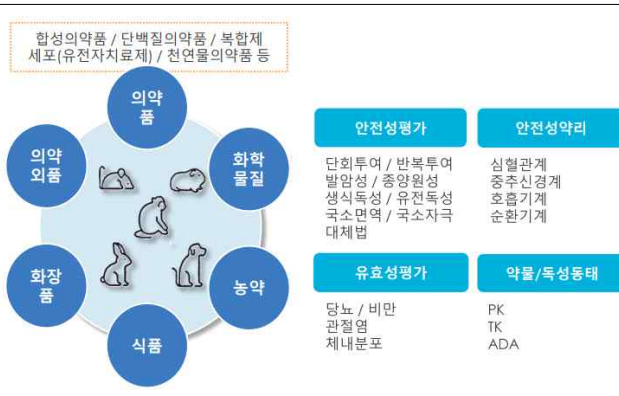 합성의약품 / 단백질의약품 / 복합제
세포(유전자치료제) / 천연물의약품 등
의약
품
의약
외품
화학
물질
화장
품
농약
식품
안전성평가
단회투여 / 반복투여
발암성 / 종양원성
생식독성 / 유전독성
국소면역 / 국소자극
대체법
안전성약리
심혈관계
중추신경계
호흡기계
순환기계
유효성평가
당뇨 / 비만
관절염
체내분포
약물/독성동태
PK
TK
ADA